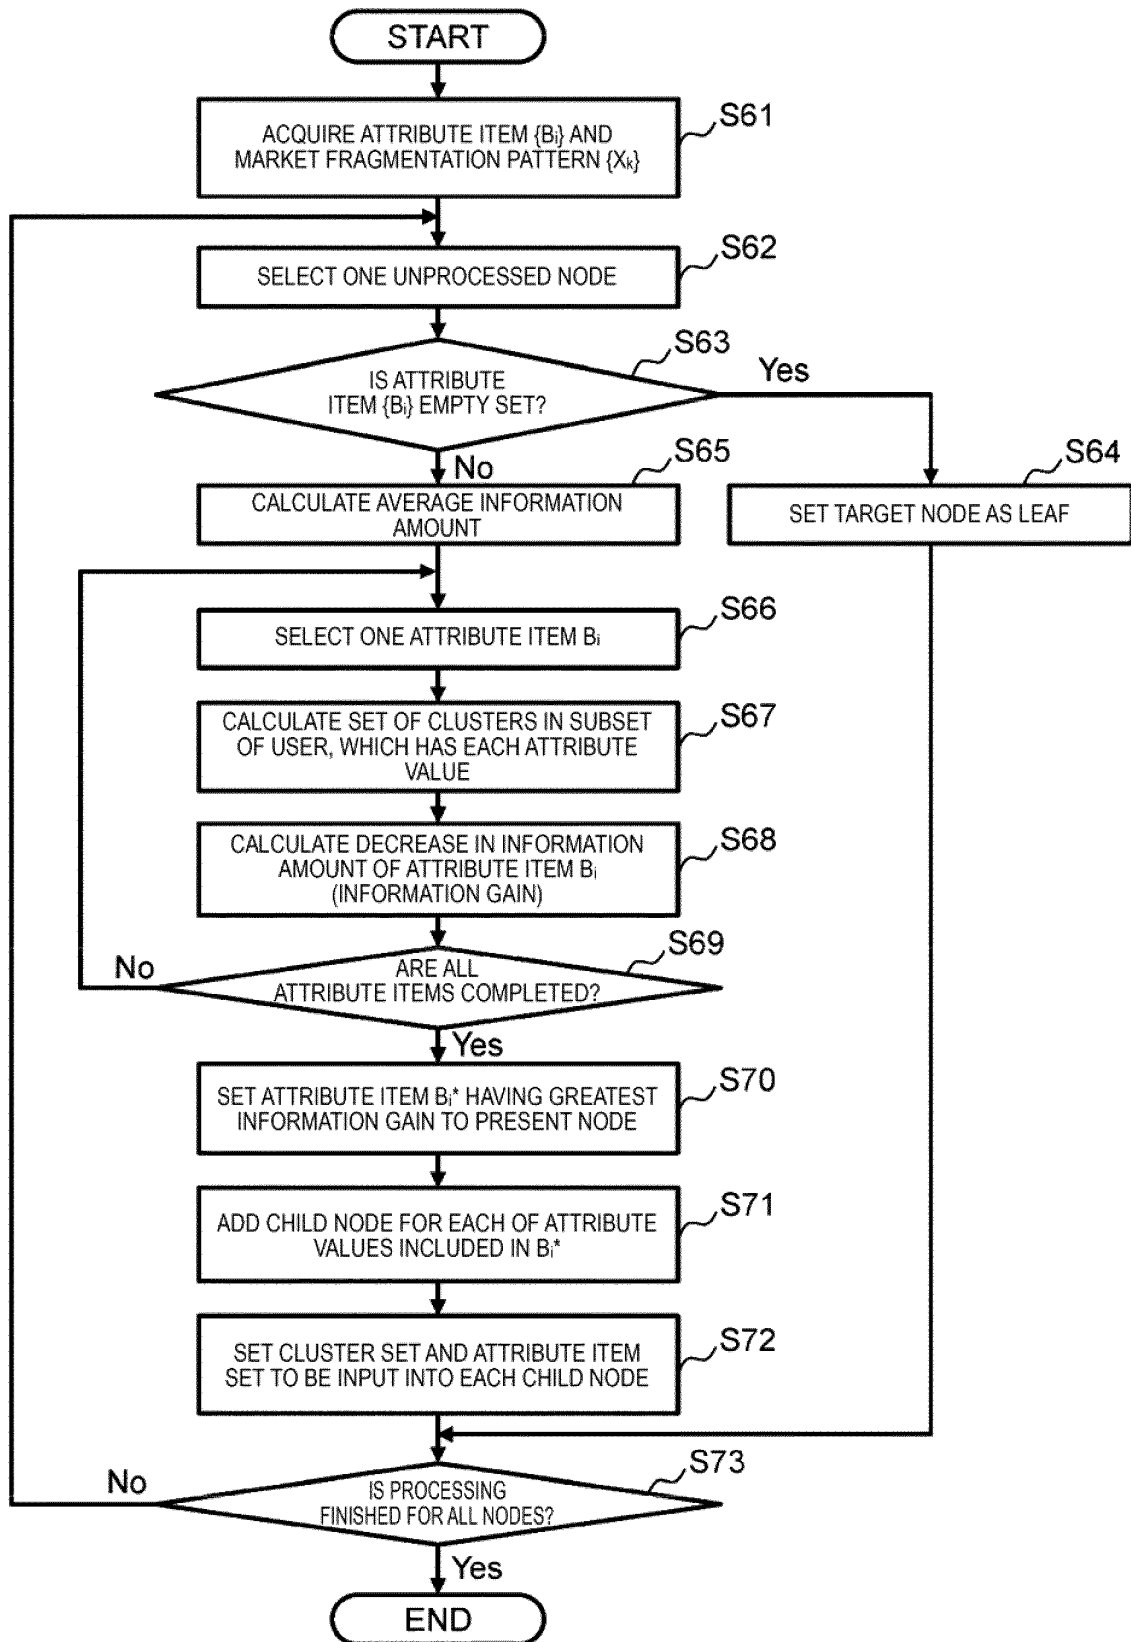 START
S61
ACQUIRE ATTRIBUTE ITEM {Bi} AND
MARKET FRAGMENTATION PATTERN {Xk}
S62
SELECT ONE UNPROCESSED NODE
S63
IS ATTRIBUTE
ITEM {Bi} EMPTY SET?
Yes
No
S65
CALCULATE AVERAGE INFORMATION
AMOUNT
S64
SET TARGET NODE AS LEAF
S66
SELECT ONE ATTRIBUTE ITEM Bi
S67
CALCULATE SET OF CLUSTERS IN SUBSET
OF USER, WHICH HAS EACH ATTRIBUTE
VALUE
S68
CALCULATE DECREASE IN INFORMATION
AMOUNT OF ATTRIBUTE ITEM Bi
(INFORMATION GAIN)
S69
ARE ALL
ATTRIBUTE ITEMS COMPLETED?
No
Yes
S70
SET ATTRIBUTE ITEM Bi* HAVING GREATEST
INFORMATION GAIN TO PRESENT NODE
S71
ADD CHILD NODE FOR EACH OF ATTRIBUTE
VALUES INCLUDED IN Bi*
S72
SET CLUSTER SET AND ATTRIBUTE ITEM
SET TO BE INPUT INTO EACH CHILD NODE
S73
IS PROCESSING
FINISHED FOR ALL NODES?
No
Yes
END